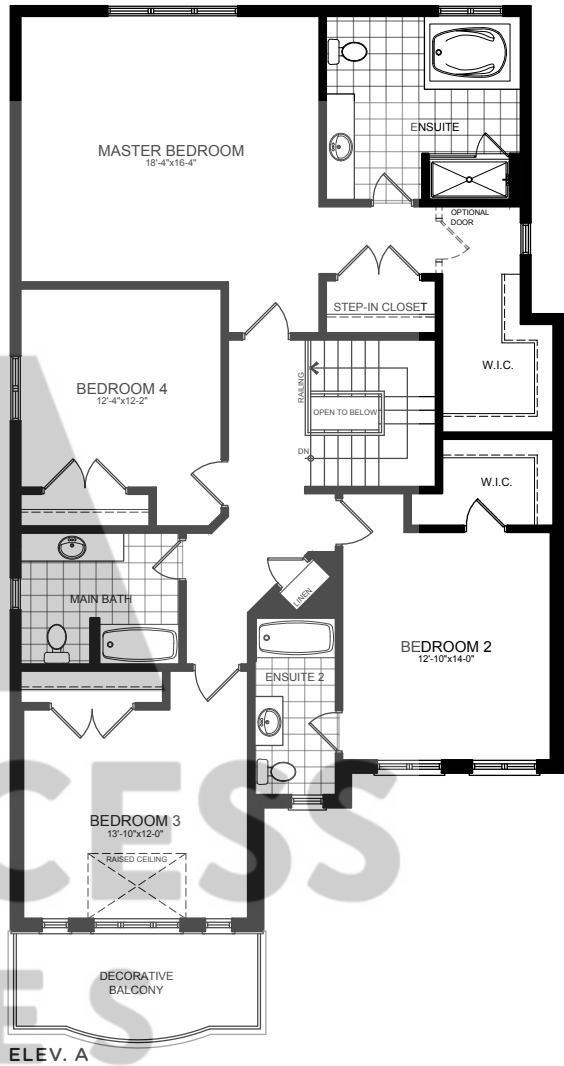 ENSUITE
MASTER BEDROOM
18'-4"x16-4"
OPTIONAL
DOOR
STEP-IN CLOSET
W.I.C.
BEDROOM 4
12'-4"x12'-2"
RAILING
OPEN TO BELOW
DN
W.I.C.
MAIN BATH
LINEN
BEDROOM 2
12'-10"x14'-0"
ENSUITE 2
BEDROOM 3
13'-10"x12'-0"
RAISED CEILING
CESS
DECORATIVE
BALCONY
ES
ELEV. A